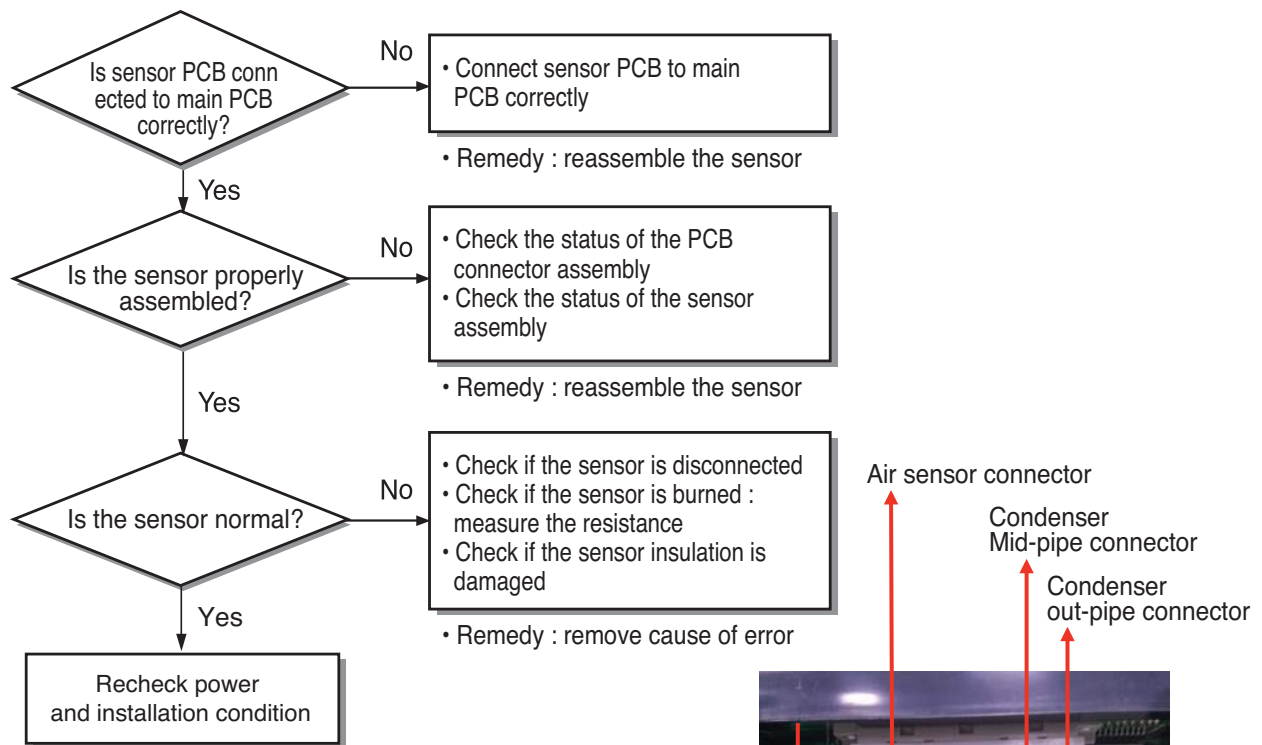 Is sensor PCB conn
ected to main PCB
correctly?
No
• Connect sensor PCB to main
PCB correctly
• Remedy : reassemble the sensor
Yes
Is the sensor properly
assembled?
No
• Check the status of the PCB
connector assembly
• Check the status of the sensor
assembly
• Remedy : reassemble the sensor
Yes
Is the sensor normal?
No
• Check if the sensor is disconnected
• Check if the sensor is burned :
measure the resistance
• Check if the sensor insulation is
damaged
• Remedy : remove cause of error
Yes
Recheck power
and installation condition
Air sensor connector
Condenser
Mid-pipe connector
Condenser
out-pipe connector